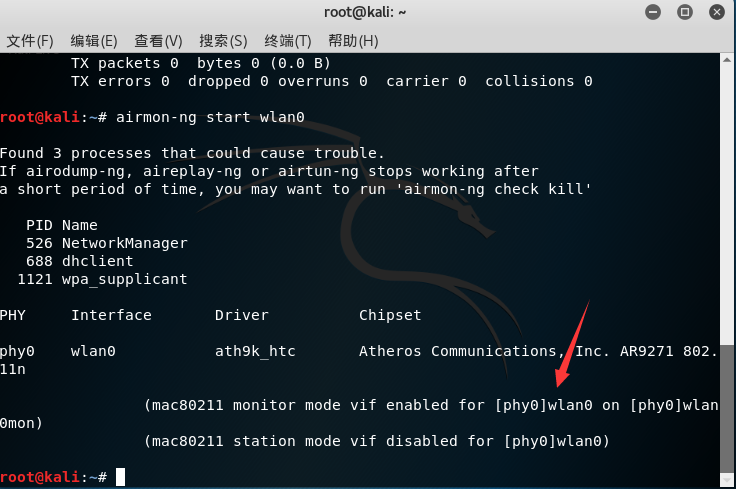 root@kali: ~
文件(F) 编辑(E) 查看(V) 搜索(S) 终端(T) 帮助(H)
TX packets 0  bytes 0 (0.0 B)
TX errors 0  dropped 0 overruns 0  carrier 0  collisions 0
root@kali:~# airmon-ng start wlan0
Found 3 processes that could cause trouble.
If airodump-ng, aireplay-ng or airtun-ng stops working after
a short period of time, you may want to run 'airmon-ng check kill'
PID Name
526 NetworkManager
688 dhclient
1121 wpa_supplicant
PHY     Interface       Driver          Chipset
phy0    wlan0           ath9k_htc       Atheros Communications, Inc. AR9271 802.
11n
(mac80211 monitor mode vif enabled for [phy0]wlan0 on [phy0]wlan
0mon)
(mac80211 station mode vif disabled for [phy0]wlan0)
root@kali:~#